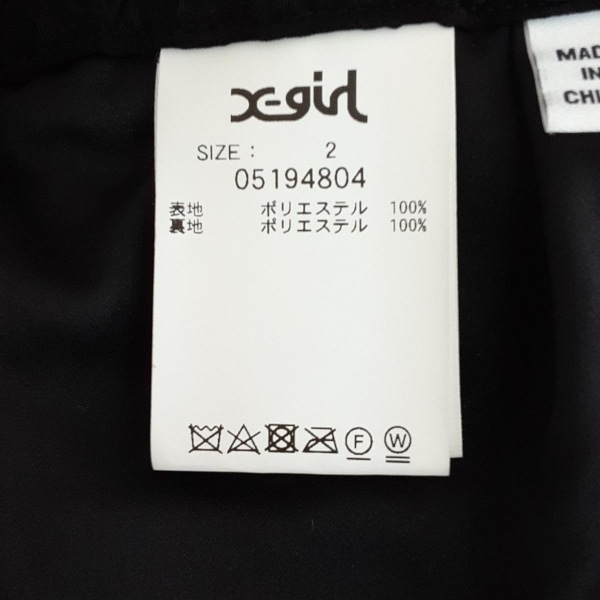 X-girl
SIZE : 2
05194804
表地 ポリエステル 100%
裏地 ポリエステル 100%
F W
MAD
IN
CHI